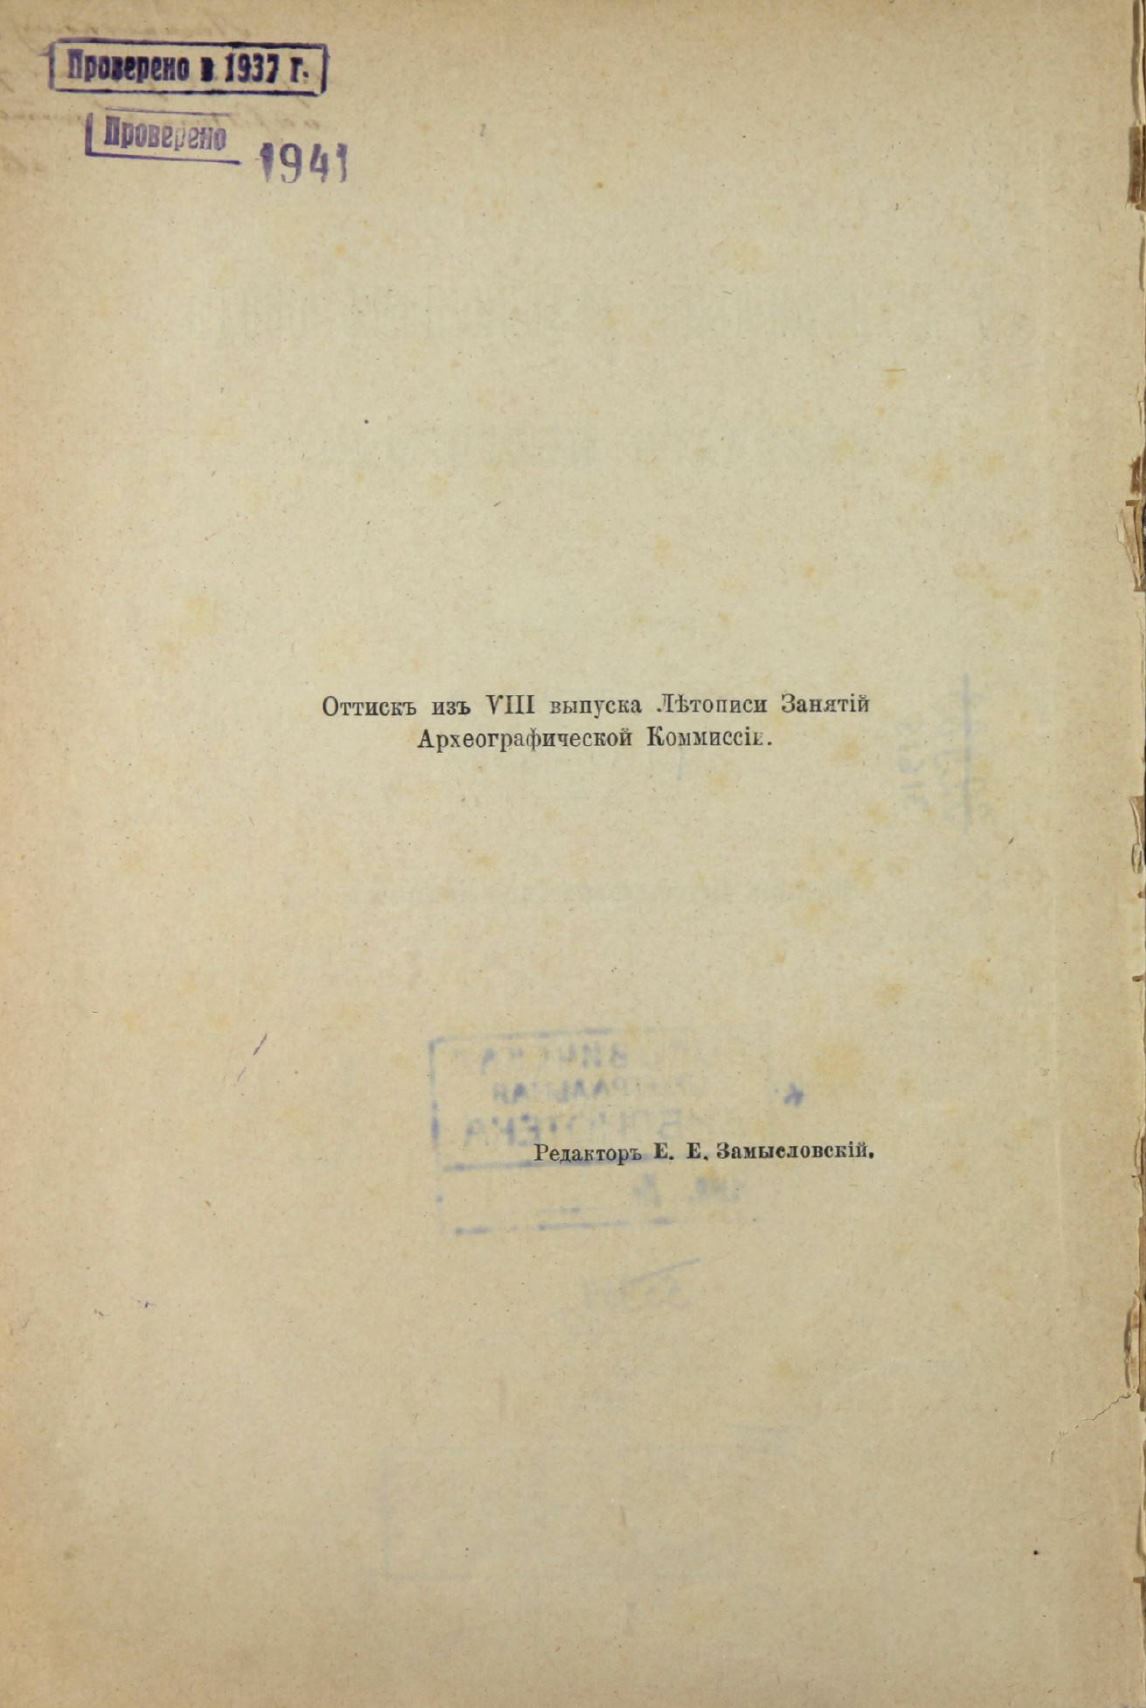 Проверено в 1937 г.
Проверено 1941
Оттискъ изъ VIII выпуска Лѣтописи Занятій
Археографической Коммиссіи.
Редакторъ Е. Е. Замысловскій.